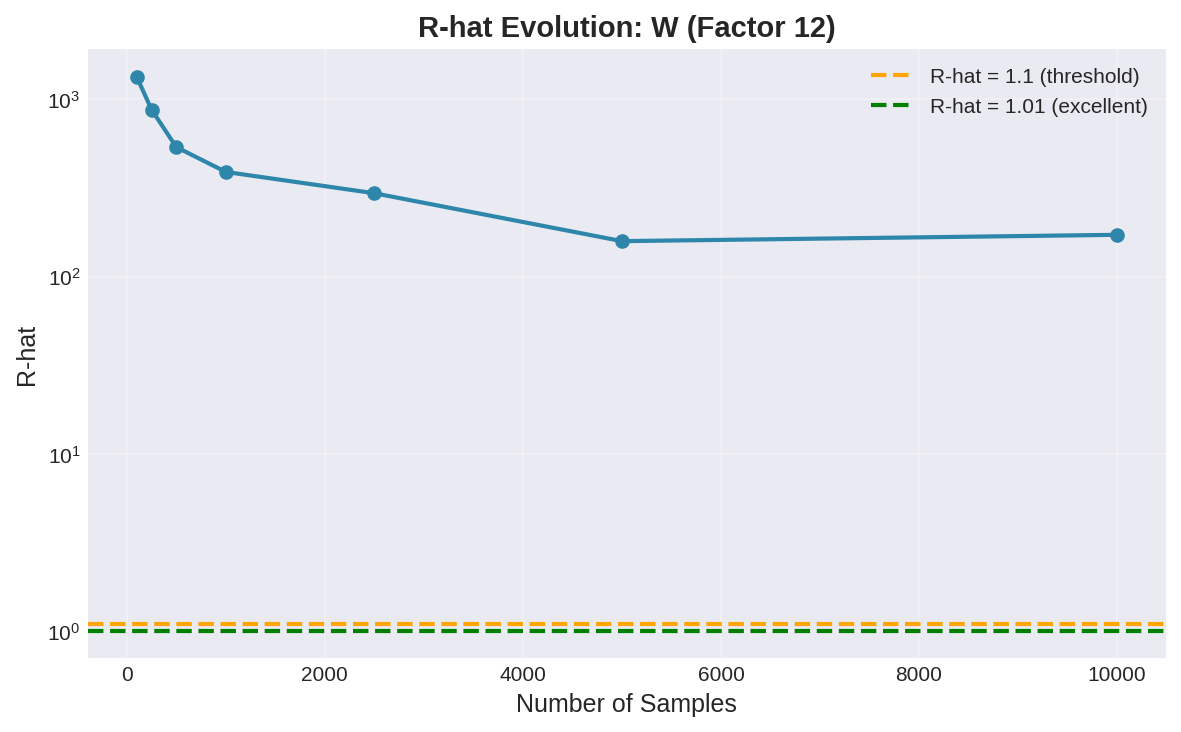 R-hat Evolution: W (Factor 12)
R-hat = 1.1 (threshold)
R-hat = 1.01 (excellent)
10³
10²
10¹
10⁰
R-hat
0 2000 4000 6000 8000 10000
Number of Samples